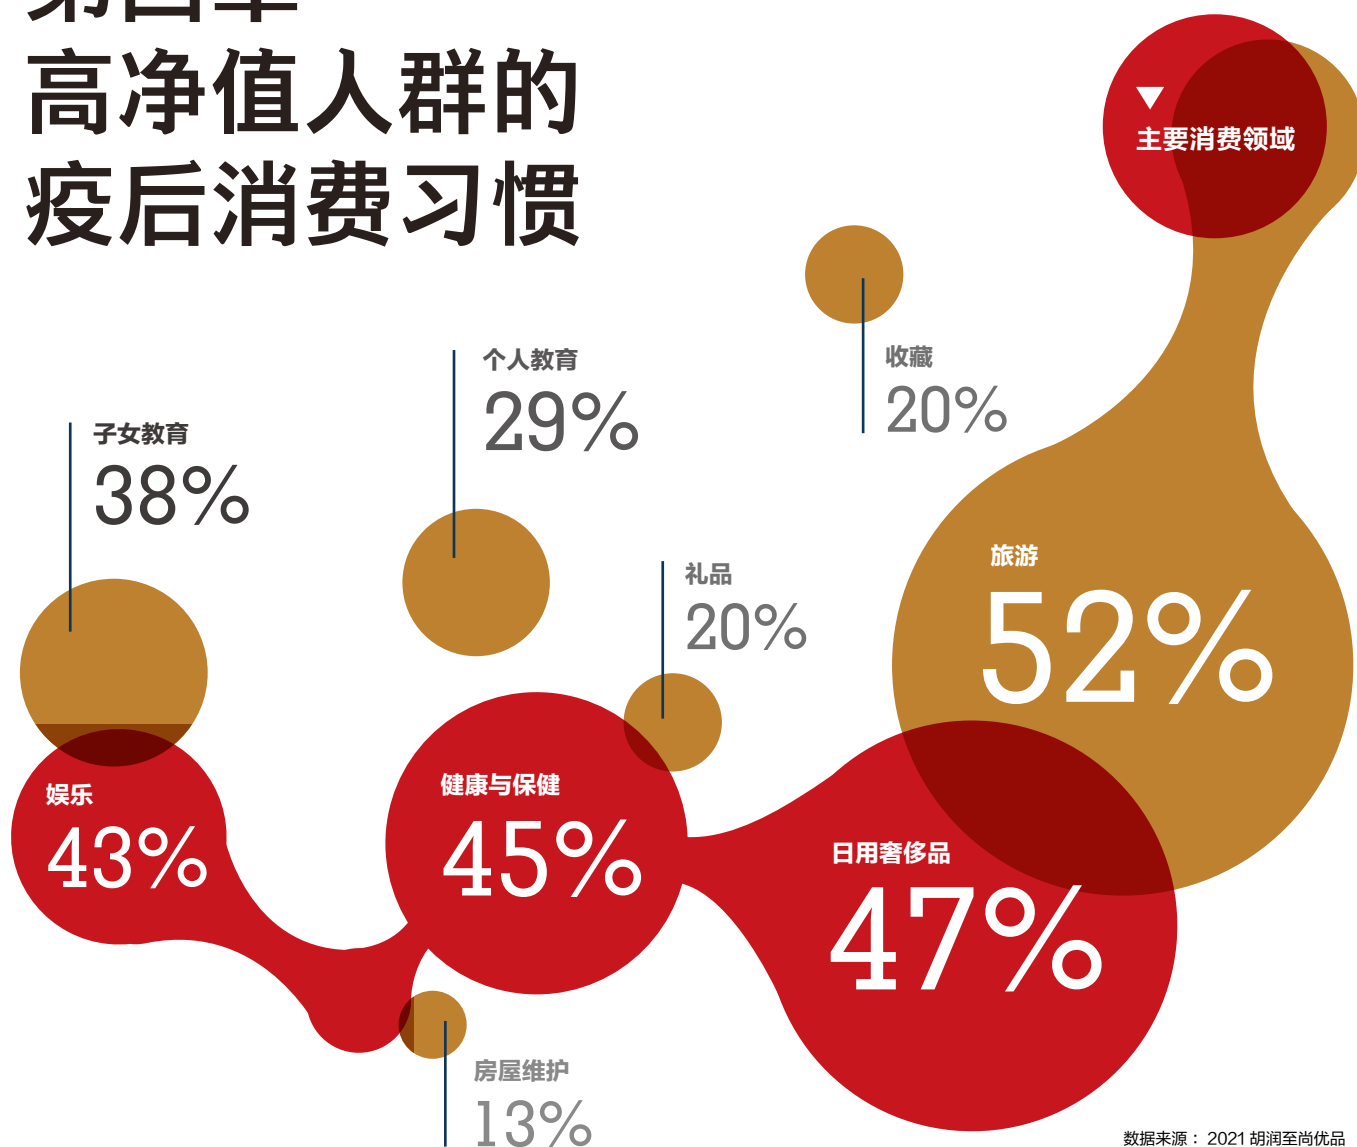 高净值人群的
疫后消费习惯
主要消费领域
收藏
20%
个人教育
29%
子女教育
38%
旅游
52%
礼品
20%
娱乐
43%
健康与保健
45%
日用奢侈品
47%
房屋维护
13%
数据来源：2021 胡润至尚优品